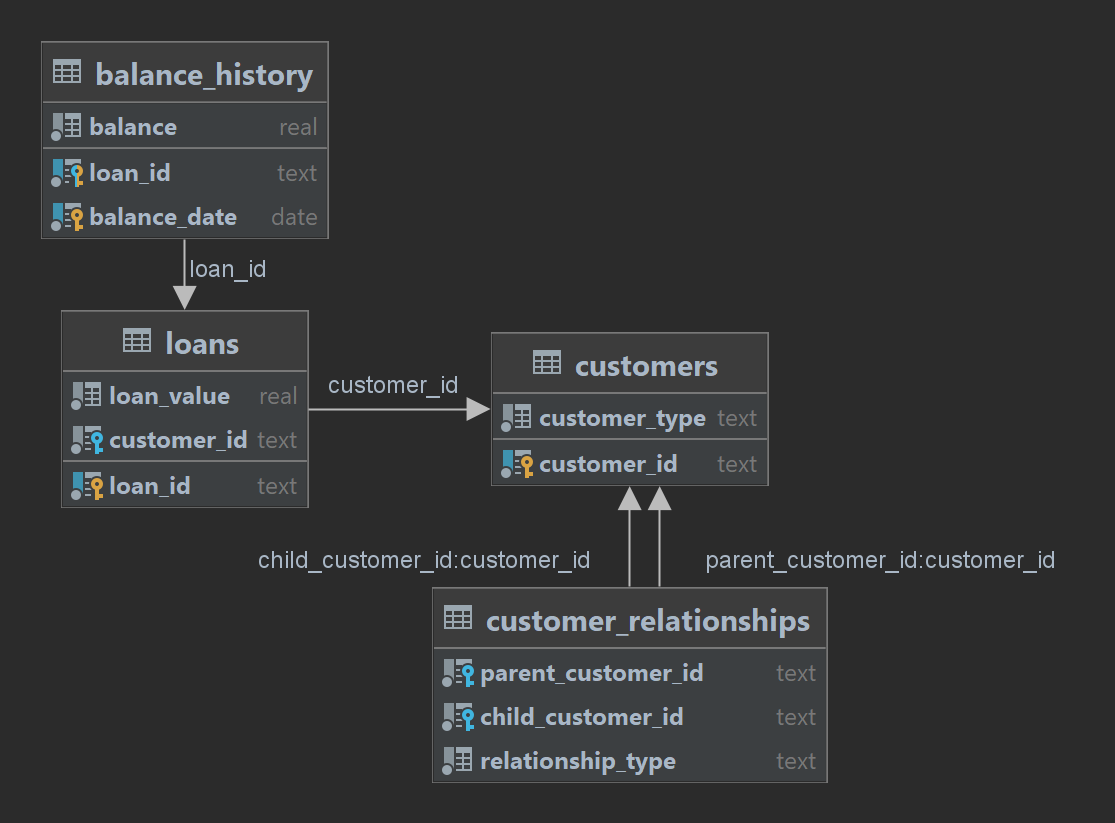 balance_history
balance real
loan_id text
balance_date date
loan_id
loans
loan_value real
customer_id text
loan_id text
customer_id
customers
customer_type text
customer_id text
child_customer_id:customer_id
parent_customer_id:customer_id
customer_relationships
parent_customer_id text
child_customer_id text
relationship_type text